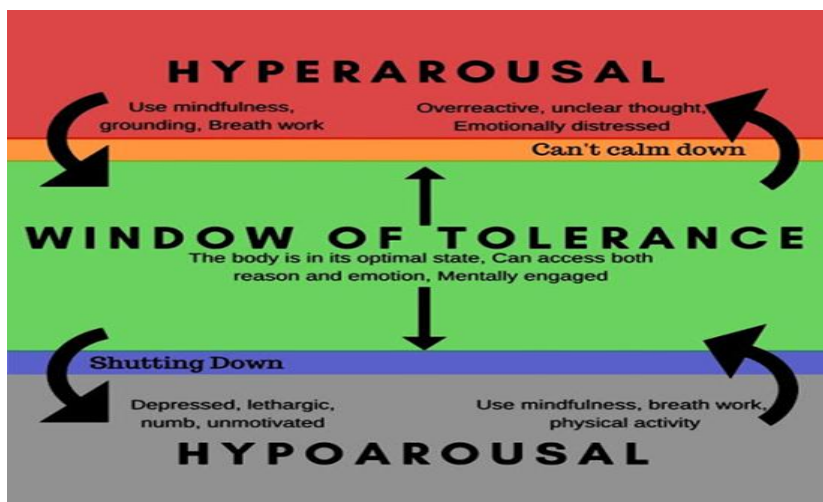 HYPERAROUSAL
Use mindfulness,
grounding, Breath work
Overreactive, unclear thought,
Emotionally distressed
Can't calm down
WINDOW OF TOLERANCE
The body is in its optimal state, Can access both
reason and emotion, Mentally engaged
Shutting Down
Depressed, lethargic,
numb, unmotivated
Use mindfulness, breath work,
physical activity
HYPOAROUSAL